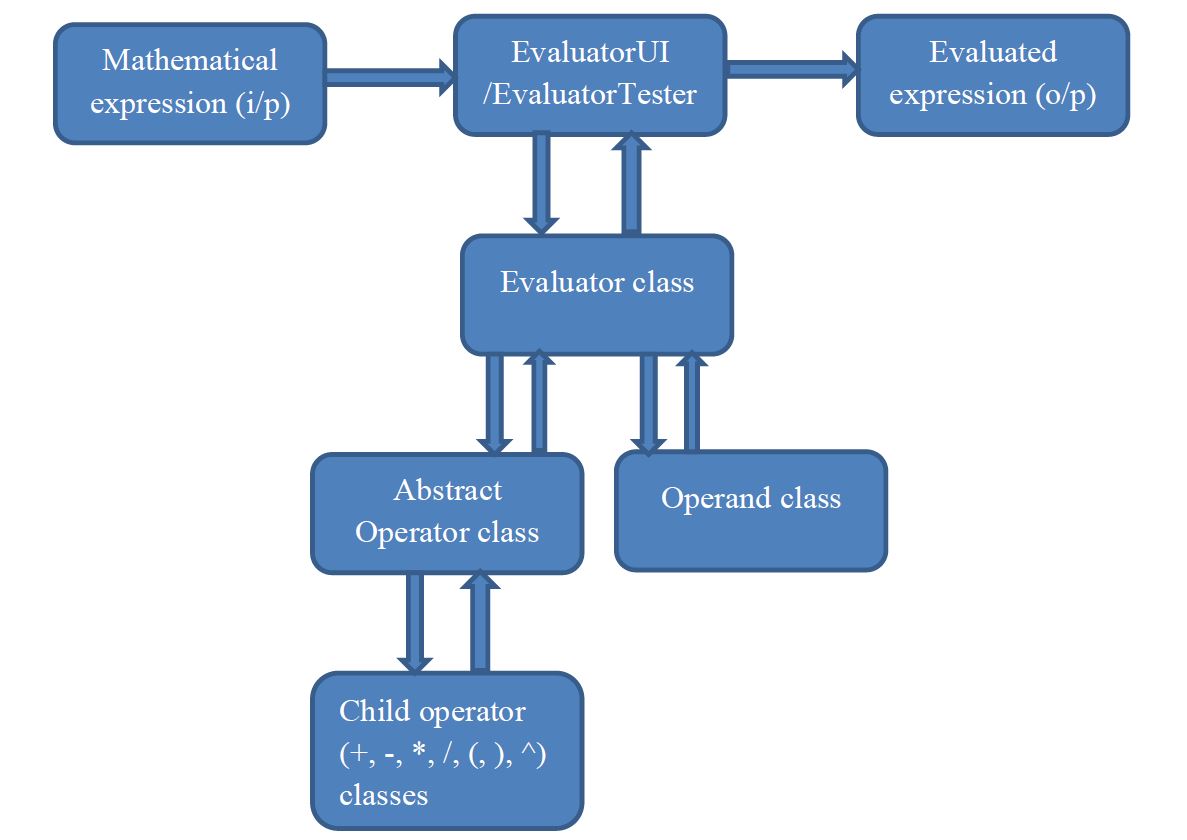 Mathematical
expression (i/p)
EvaluatorUI
/EvaluatorTester
Evaluated
expression (o/p)
Evaluator class
Abstract
Operator class
Operand class
Child operator
(+, -, *, /, (, ), ^)
classes